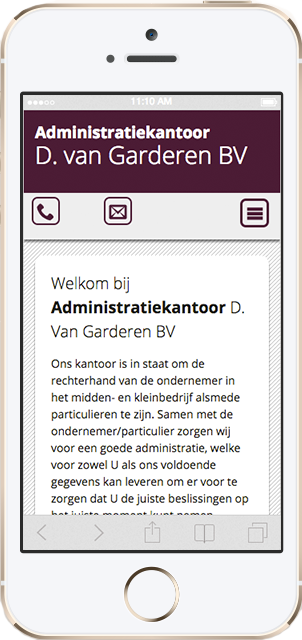 11:10 AM
Administratiekantoor
D. van Garderen BV
Welkom bij
Administratiekantoor D.
Van Garderen BV
Ons kantoor is in staat om de
rechterhand van de ondernemer in
het midden- en kleinbedrijf alsmede
particulieren te zijn. Samen met de
ondernemer/particulier zorgen wij
voor een goede administratie, welke
voor zowel U als ons voldoende
gegevens kan leveren om er voor te
zorgen dat U de juiste beslissingen op
het juiste moment kunt nemen